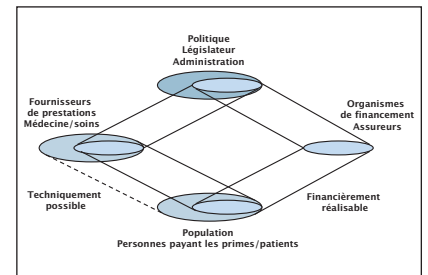 Politique
Législateur
Administration
Fournisseurs
de prestations
Médecine/soins
Organismes
de financement
Assureurs
Techniquement
possible
Financièrement
réalisable
Population
Personnes payant les primes/patients